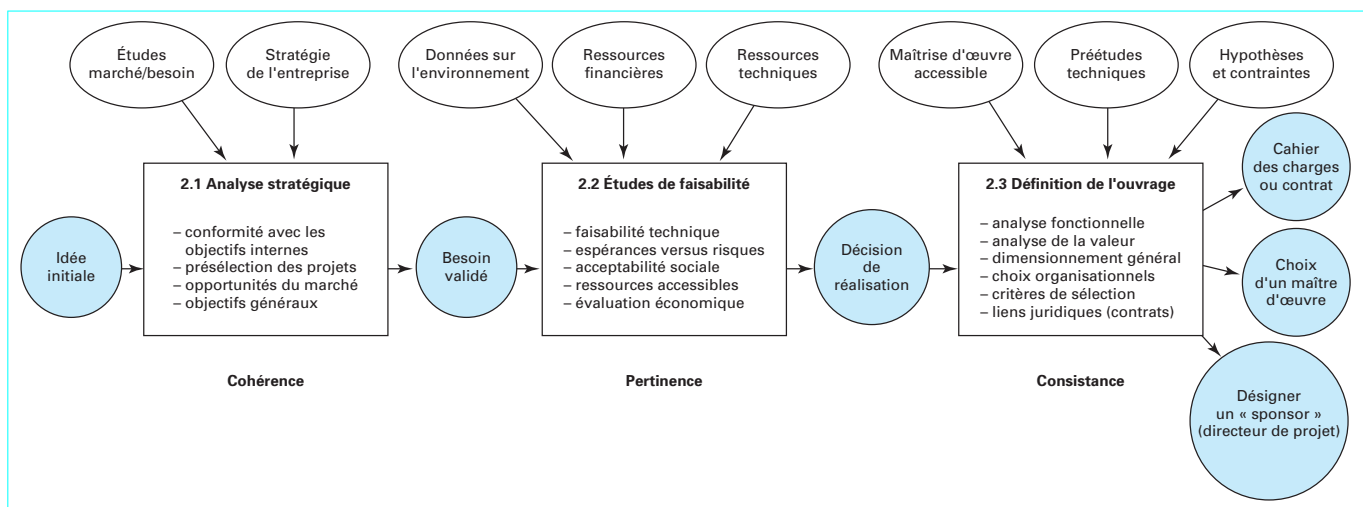 Études
marché/besoin
Stratégie
de l'entreprise
Données sur
l'environnement
Ressources
financières
Ressources
techniques
Maîtrise d'œuvre
accessible
Préétudes
techniques
Hypothèses
et contraintes
Idée
initiale
2.1 Analyse stratégique
– conformité avec les
objectifs internes
– présélection des projets
– opportunités du marché
– objectifs généraux
Cohérence
Besoin
validé
2.2 Études de faisabilité
– faisabilité technique
– espérances versus risques
– acceptabilité sociale
– ressources accessibles
– évaluation économique
Pertinence
Décision
de
réalisation
2.3 Définition de l'ouvrage
– analyse fonctionnelle
– analyse de la valeur
– dimensionnement général
– choix organisationnels
– critères de sélection
– liens juridiques (contrats)
Consistance
Cahier
des charges
ou contrat
Choix
d'un maître
d'œuvre
Désigner
un « sponsor »
(directeur de projet)